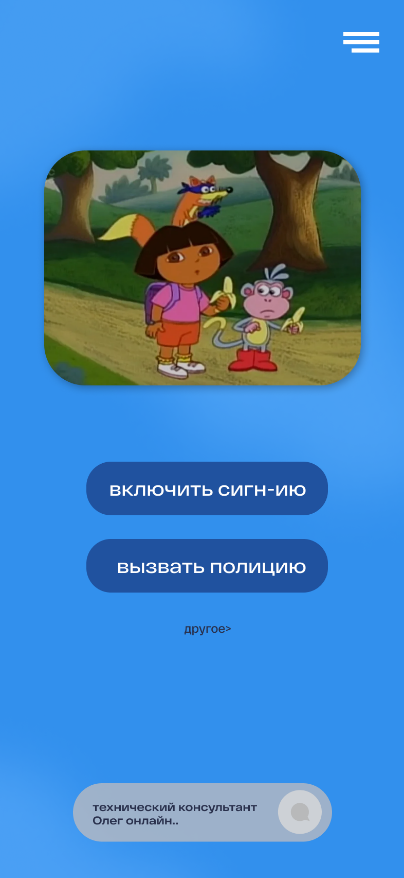 ВКЛЮЧИТЬ СИГН-ИЮ
ВЫЗВАТЬ ПОЛИЦИЮ
другое>
технический консультант
Олег онлайн..